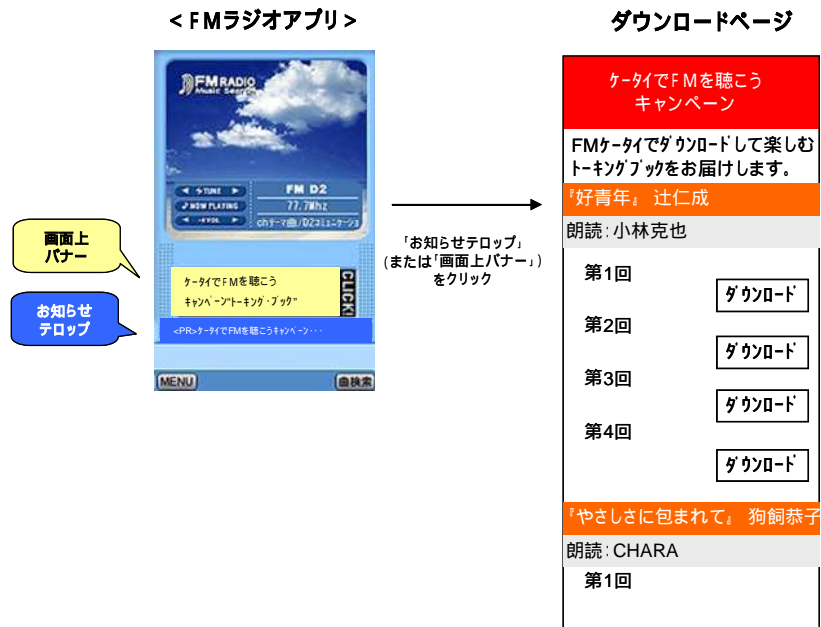 <FMラジオアプリ>
ダウンロードページ
FM RADIO
Music Search
TUNE
FM D2
NOW PLAYING
77.7Mhz
VOL
chテーマ曲/D2コミュニケーショ
ケータイでFMを聴こう
キャンペーン"トーキング・ブック"
CLICK!
<PR>ケータイでFMを聴こうキャンペーン・・・
MENU
曲検索
画面上
バナー
お知らせ
テロップ
「お知らせテロップ」
(または「画面上バナー」)
をクリック
ケータイでFMを聴こう
キャンペーン
FMケータイでダウンロードして楽しむ
トーキングブックをお届けします。
『好青年』 辻仁成
朗読:小林克也
第1回
ダウンロード
第2回
ダウンロード
第3回
ダウンロード
第4回
ダウンロード
『やさしさに包まれて』 狗飼恭子
朗読:CHARA
第1回